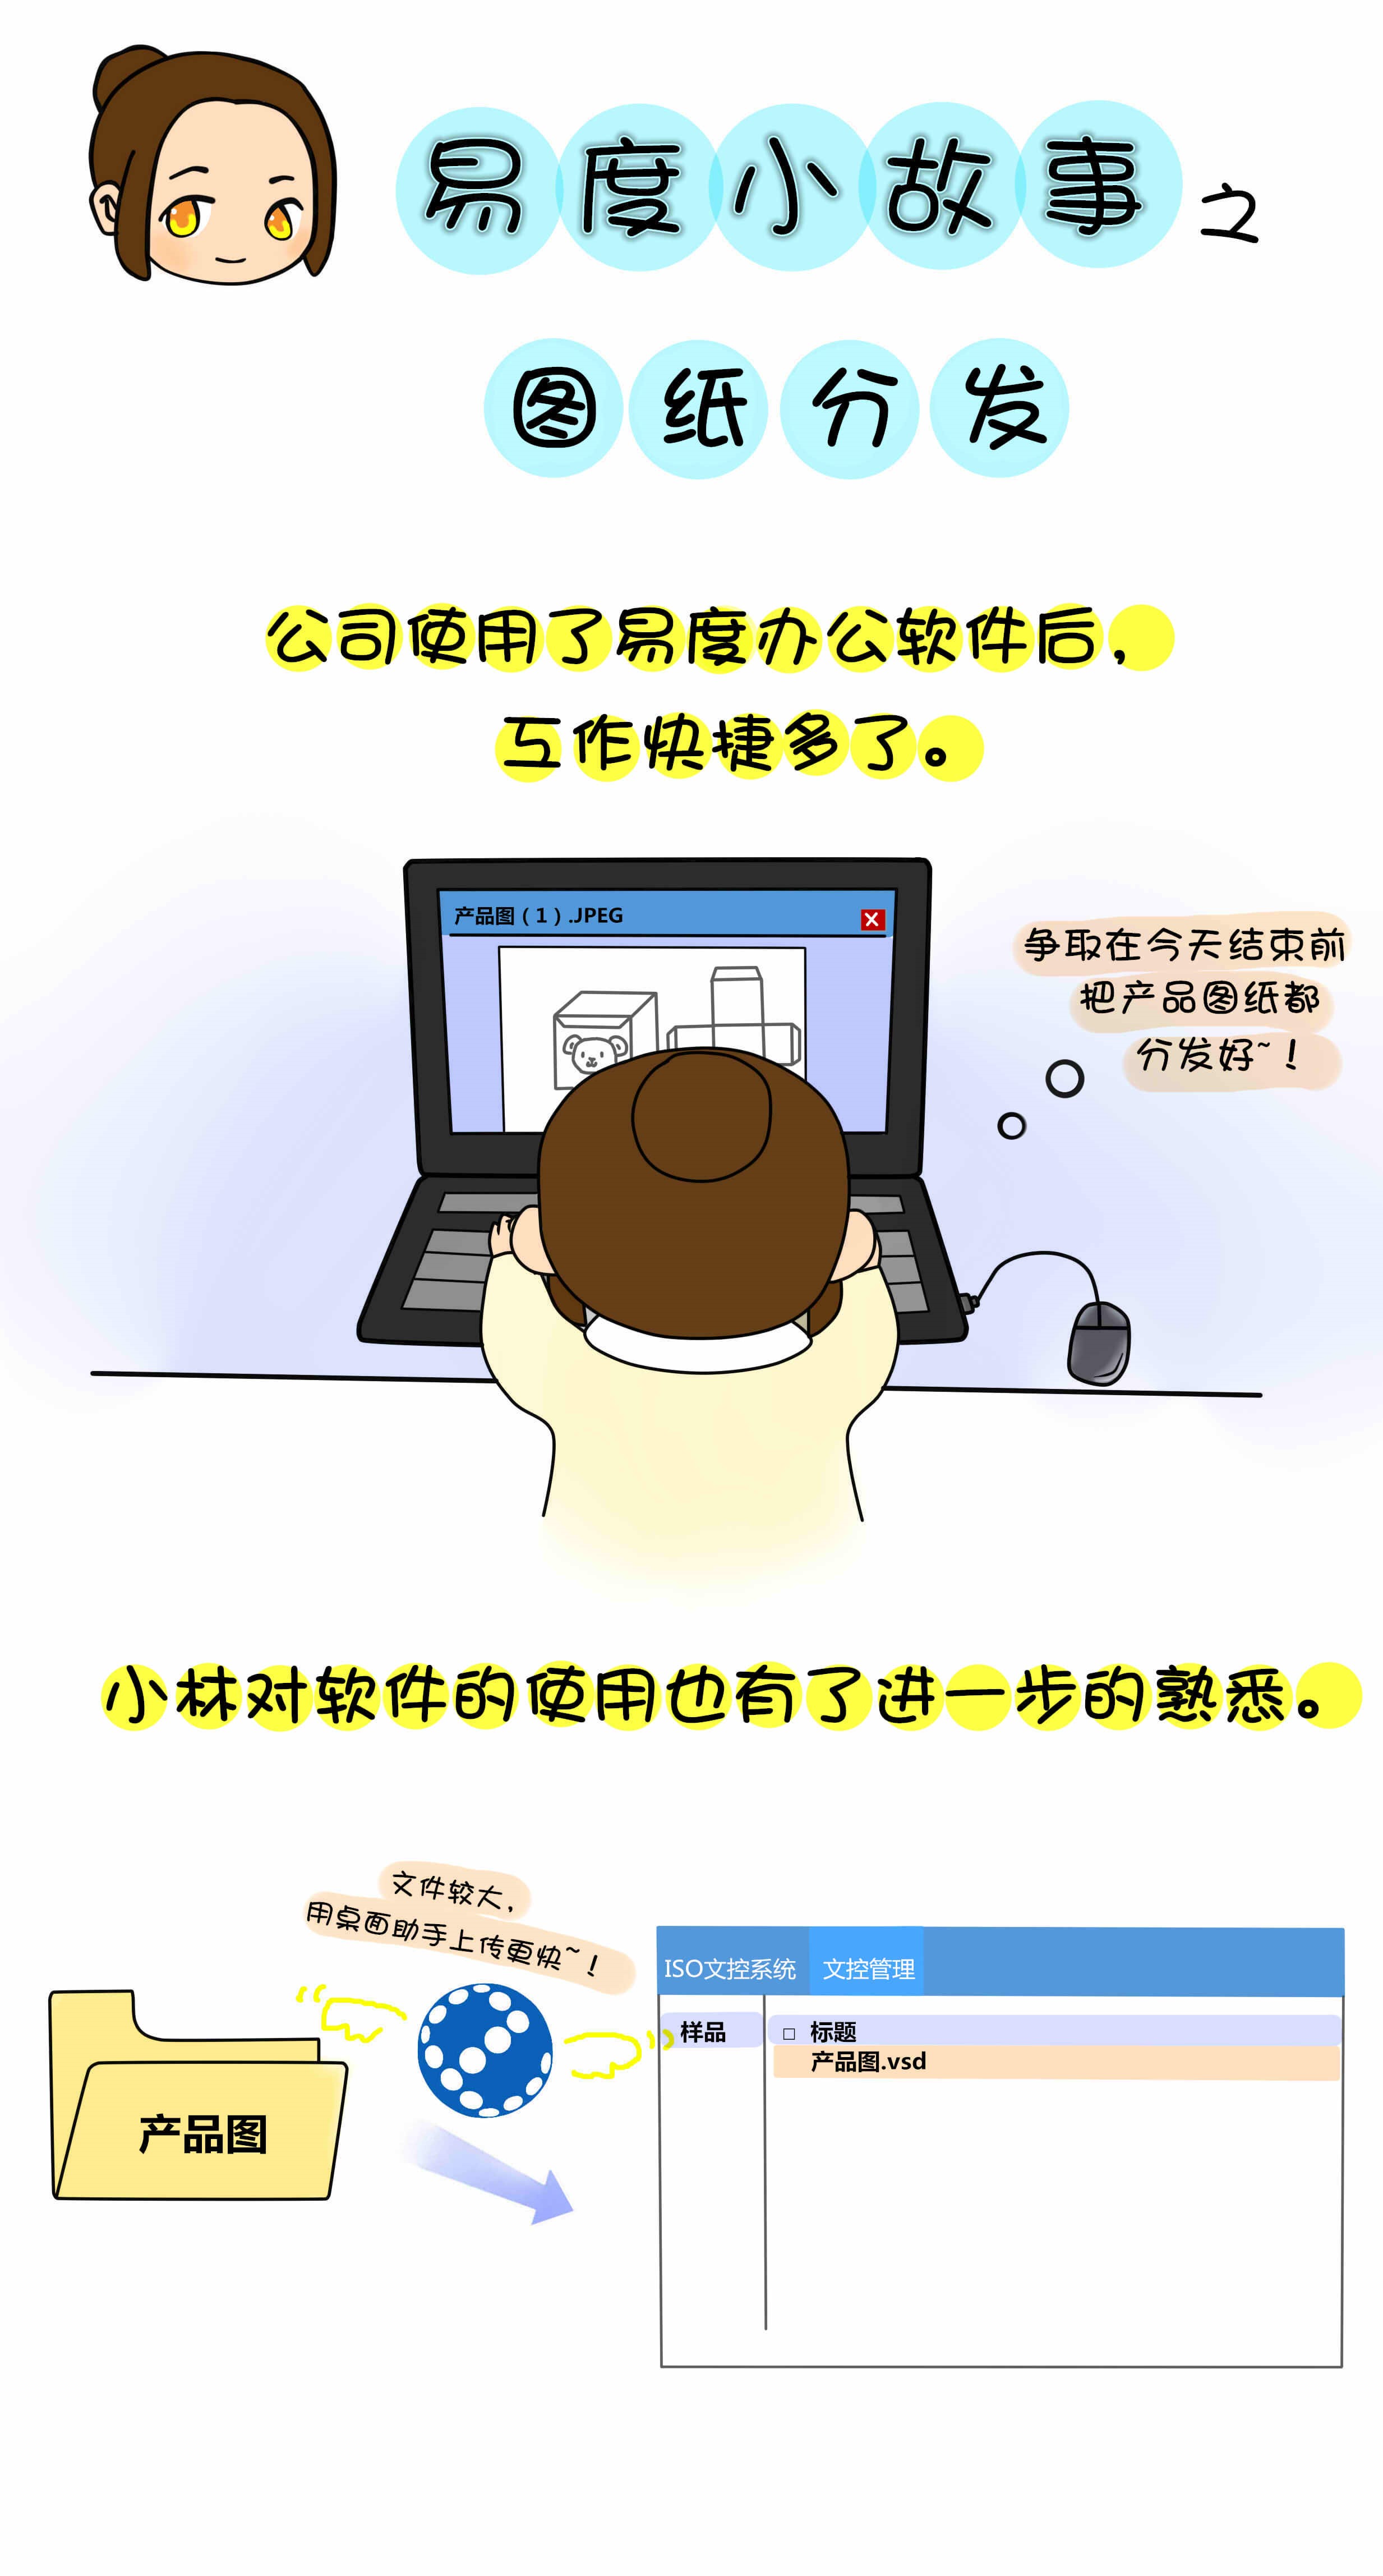 易度小故事之
图纸分发
公司使用了易度办公软件后，
工作快捷多了。
产品图（1）.JPEG
争取在今天结束前
把产品图纸都
分发好~！
小林对软件的使用也有了进一步的熟悉。
文件较大，
用桌面助手上传更快~！
产品图
ISO文控系统 文控管理
样品 □ 标题
产品图.vsd